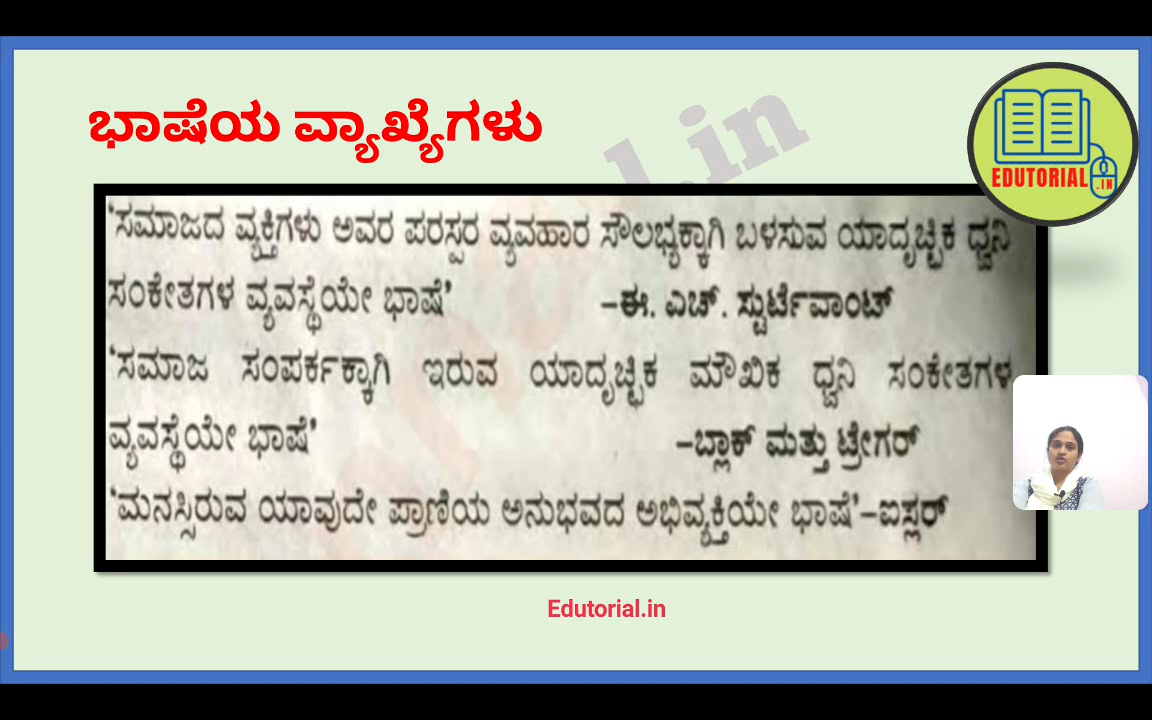 ಭಾಷೆಯ ವ್ಯಾಖ್ಯೆಗಳು
EDUTORIAL
.IN
‘ಸಮಾಜದ ವ್ಯಕ್ತಿಗಳು ಅವರ ಪರಸ್ಪರ ವ್ಯವಹಾರ ಸೌಲಭ್ಯಕ್ಕಾಗಿ ಬಳಸುವ ಯಾದೃಚ್ಛಿಕ ಧ್ವನಿ
ಸಂಕೇತಗಳ ವ್ಯವಸ್ಥೆಯೇ ಭಾಷೆ’ –ಈ. ಎಚ್. ಸ್ಟುರ್ಟೆವಾಂಟ್
‘ಸಮಾಜ ಸಂಪರ್ಕಕ್ಕಾಗಿ ಇರುವ ಯಾದೃಚ್ಛಿಕ ಮೌಖಿಕ ಧ್ವನಿ ಸಂಕೇತಗಳ
ವ್ಯವಸ್ಥೆಯೇ ಭಾಷೆ’ –ಬ್ಲಾಕ್ ಮತ್ತು ಟ್ರೇಗರ್
‘ಮನಸ್ಸಿರುವ ಯಾವುದೇ ಪ್ರಾಣಿಯ ಅನುಭವದ ಅಭಿವ್ಯಕ್ತಿಯೇ ಭಾಷೆ’–ಐಸ್ಲರ್
Edutorial.in